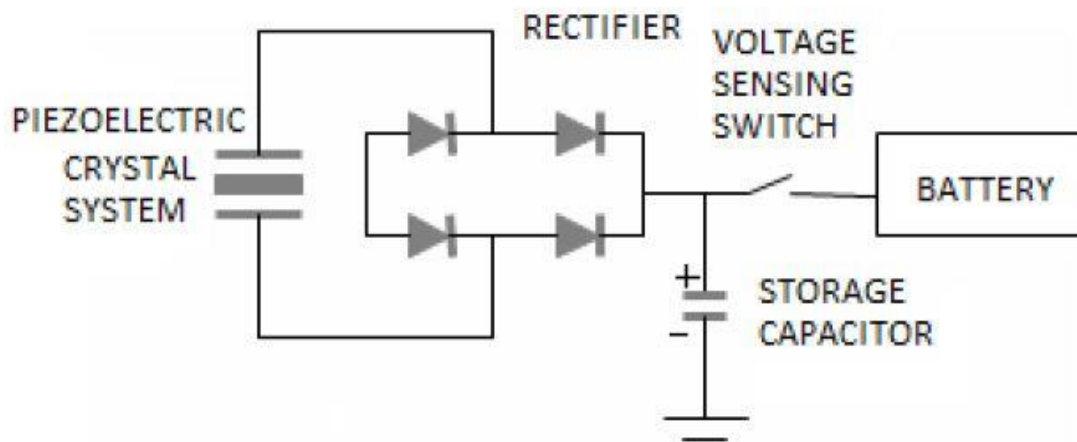 RECTIFIER
VOLTAGE
SENSING
SWITCH
PIEZOELECTRIC
CRYSTAL
SYSTEM
BATTERY
+
-
STORAGE
CAPACITOR